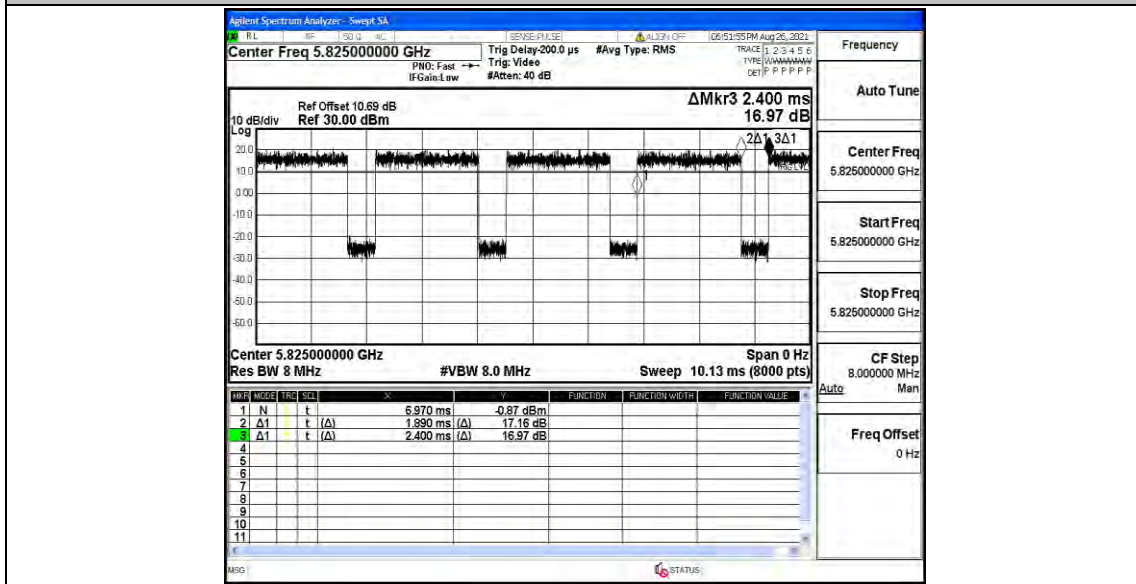 Agilent Spectrum Analyzer - Swept SA
RL RF 50 Ω AC SENSE:PULSE ALIGN OFF 06:51:55 PM Aug 26, 2021
Center Freq 5.825000000 GHz
PNO: Fast
IFGain:Low
Trig Delay-200.0 µs
Trig: Video
#Atten: 40 dB
#Avg Type: RMS
TRACE 1 2 3 4 5 6
TYPE WWWWWW
DET P P P P P P
ΔMkr3 2.400 ms
16.97 dB
Ref Offset 10.69 dB
10 dB/div Ref 30.00 dBm
Log
20.0
10.0
0.00
-10.0
-20.0
-30.0
-40.0
-50.0
-60.0
2Δ1 3Δ1
TRIG LVL
1
Center 5.825000000 GHz Span 0 Hz
Res BW 8 MHz #VBW 8.0 MHz Sweep 10.13 ms (8000 pts)
MKR MODE TRC SCL X Y FUNCTION FUNCTION WIDTH FUNCTION VALUE
1 N t 6.970 ms -0.87 dBm
2 Δ1 t (Δ) 1.890 ms (Δ) 17.16 dB
3 Δ1 t (Δ) 2.400 ms (Δ) 16.97 dB
4
5
6
7
8
9
10
11
MSG STATUS
Frequency
Auto Tune
Center Freq
5.825000000 GHz
Start Freq
5.825000000 GHz
Stop Freq
5.825000000 GHz
CF Step
8.000000 MHz
Auto Man
Freq Offset
0 Hz